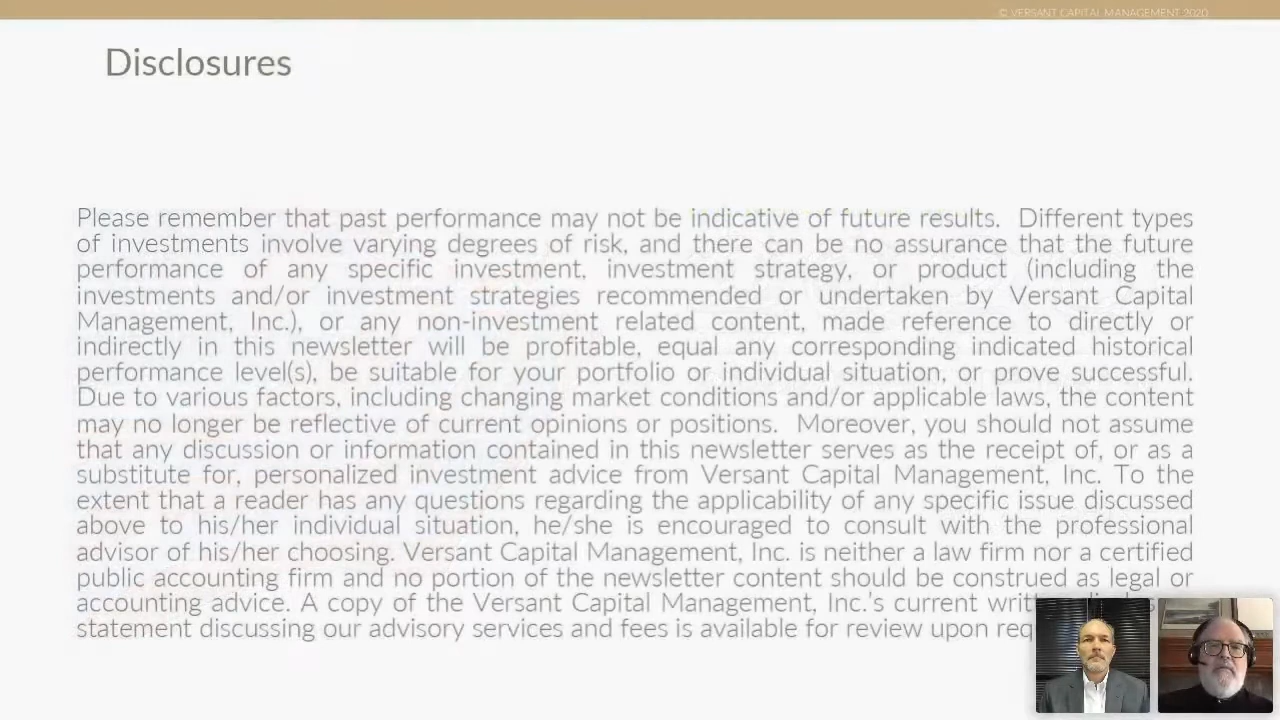 © VERSANT CAPITAL MANAGEMENT 2020
Disclosures
Please remember that past performance may not be indicative of future results. Different types
of investments involve varying degrees of risk, and there can be no assurance that the future
performance of any specific investment, investment strategy, or product (including the
investments and/or investment strategies recommended or undertaken by Versant Capital
Management, Inc.), or any non-investment related content, made reference to directly or
indirectly in this newsletter will be profitable, equal any corresponding indicated historical
performance level(s), be suitable for your portfolio or individual situation, or prove successful.
Due to various factors, including changing market conditions and/or applicable laws, the content
may no longer be reflective of current opinions or positions. Moreover, you should not assume
that any discussion or information contained in this newsletter serves as the receipt of, or as a
substitute for, personalized investment advice from Versant Capital Management, Inc. To the
extent that a reader has any questions regarding the applicability of any specific issue discussed
above to his/her individual situation, he/she is encouraged to consult with the professional
advisor of his/her choosing. Versant Capital Management, Inc. is neither a law firm nor a certified
public accounting firm and no portion of the newsletter content should be construed as legal or
accounting advice. A copy of the Versant Capital Management, Inc.'s current
statement discussing our advisory services and fees is available for review upon